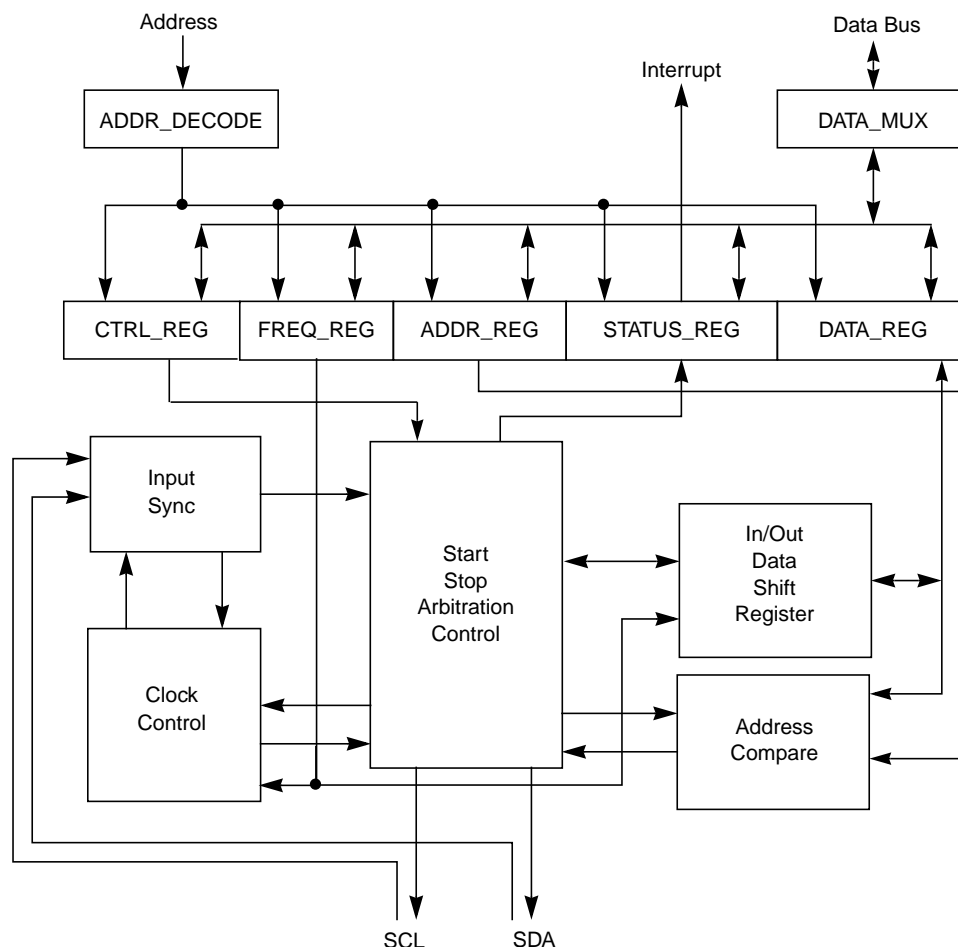 Address
Data Bus
Interrupt
ADDR_DECODE
DATA_MUX
CTRL_REG
FREQ_REG
ADDR_REG
STATUS_REG
DATA_REG
Input
Sync
Start
Stop
Arbitration
Control
In/Out
Data
Shift
Register
Clock
Control
Address
Compare
SCL
SDA